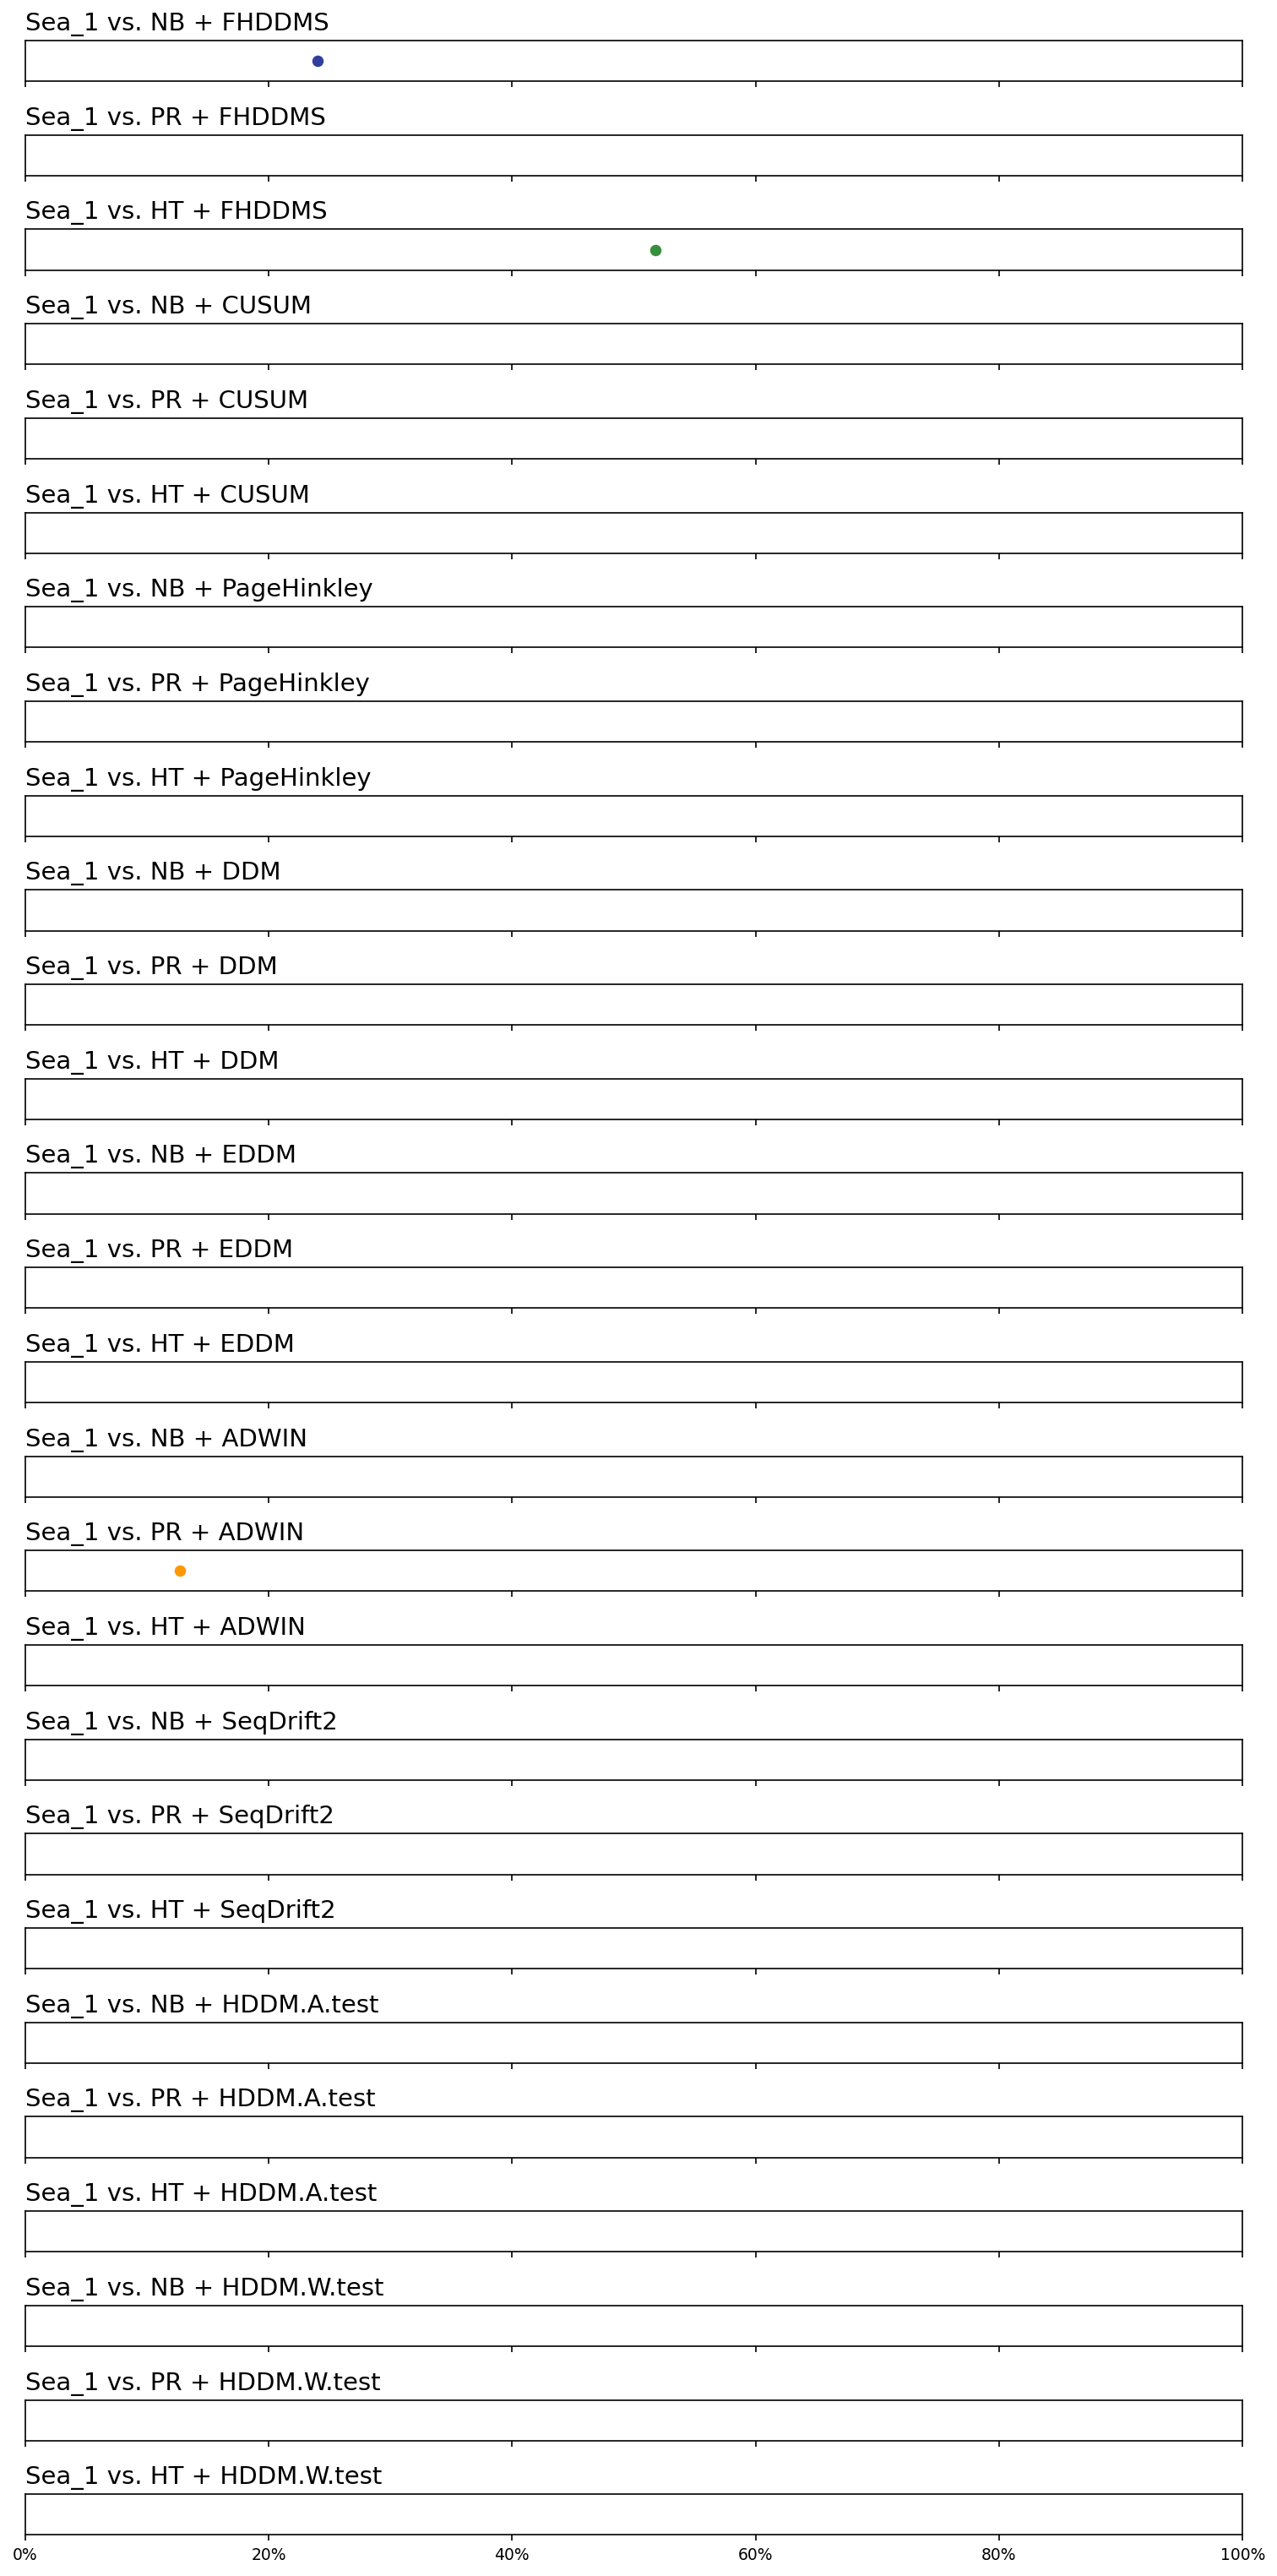 Sea_1 vs. NB + FHDDMS
Sea_1 vs. PR + FHDDMS
Sea_1 vs. HT + FHDDMS
Sea_1 vs. NB + CUSUM
Sea_1 vs. PR + CUSUM
Sea_1 vs. HT + CUSUM
Sea_1 vs. NB + PageHinkley
Sea_1 vs. PR + PageHinkley
Sea_1 vs. HT + PageHinkley
Sea_1 vs. NB + DDM
Sea_1 vs. PR + DDM
Sea_1 vs. HT + DDM
Sea_1 vs. NB + EDDM
Sea_1 vs. PR + EDDM
Sea_1 vs. HT + EDDM
Sea_1 vs. NB + ADWIN
Sea_1 vs. PR + ADWIN
Sea_1 vs. HT + ADWIN
Sea_1 vs. NB + SeqDrift2
Sea_1 vs. PR + SeqDrift2
Sea_1 vs. HT + SeqDrift2
Sea_1 vs. NB + HDDM.A.test
Sea_1 vs. PR + HDDM.A.test
Sea_1 vs. HT + HDDM.A.test
Sea_1 vs. NB + HDDM.W.test
Sea_1 vs. PR + HDDM.W.test
Sea_1 vs. HT + HDDM.W.test
0% 20% 40% 60% 80% 100%